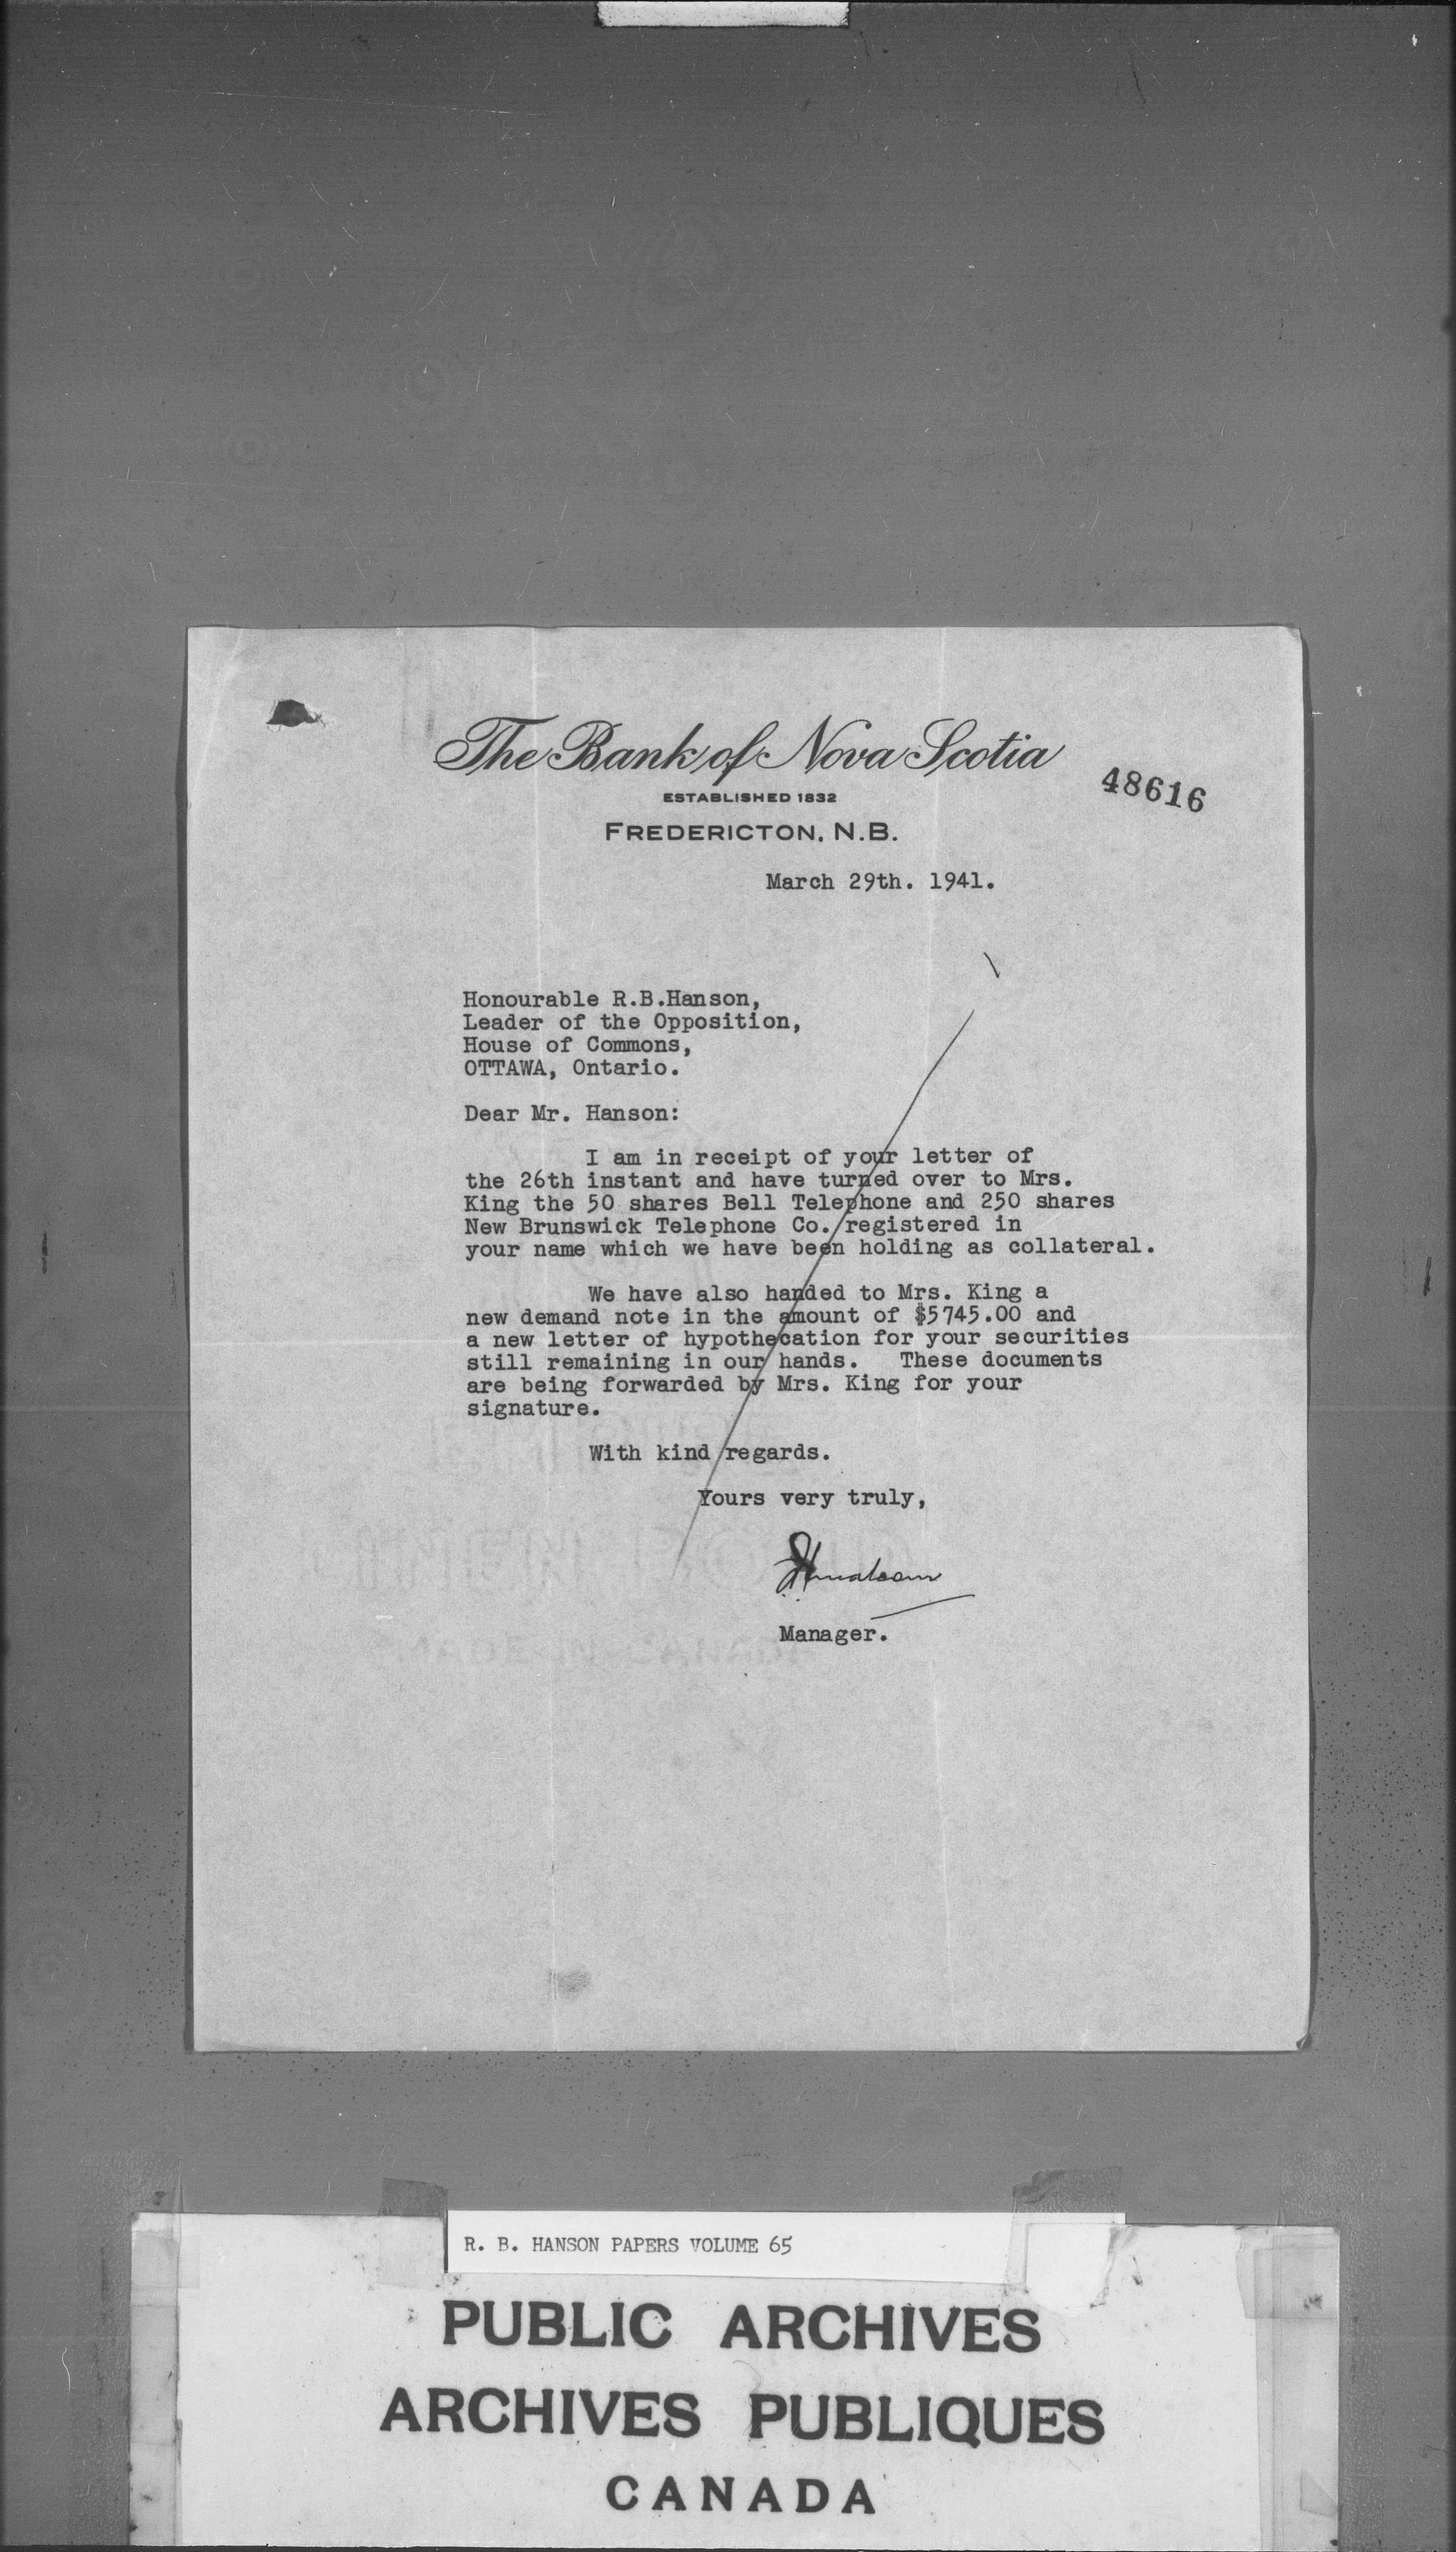 The Bank of Nova Scotia
ESTABLISHED 1832
48616
FREDERICTON, N.B.
March 29th. 1941.
Honourable R.B.Hanson,
Leader of the Opposition,
House of Commons,
OTTAWA, Ontario.
Dear Mr. Hanson:
I am in receipt of your letter of
the 26th instant and have turned over to Mrs.
King the 50 shares Bell Telephone and 250 shares
New Brunswick Telephone Co. registered in
your name which we have been holding as collateral.
We have also handed to Mrs. King a
new demand note in the amount of $5745.00 and
a new letter of hypothecation for your securities
still remaining in our hands. These documents
are being forwarded by Mrs. King for your
signature.
With kind regards.
Yours very truly,
Manager.
R. B. HANSON PAPERS VOLUME 65
PUBLIC ARCHIVES
ARCHIVES PUBLIQUES
CANADA